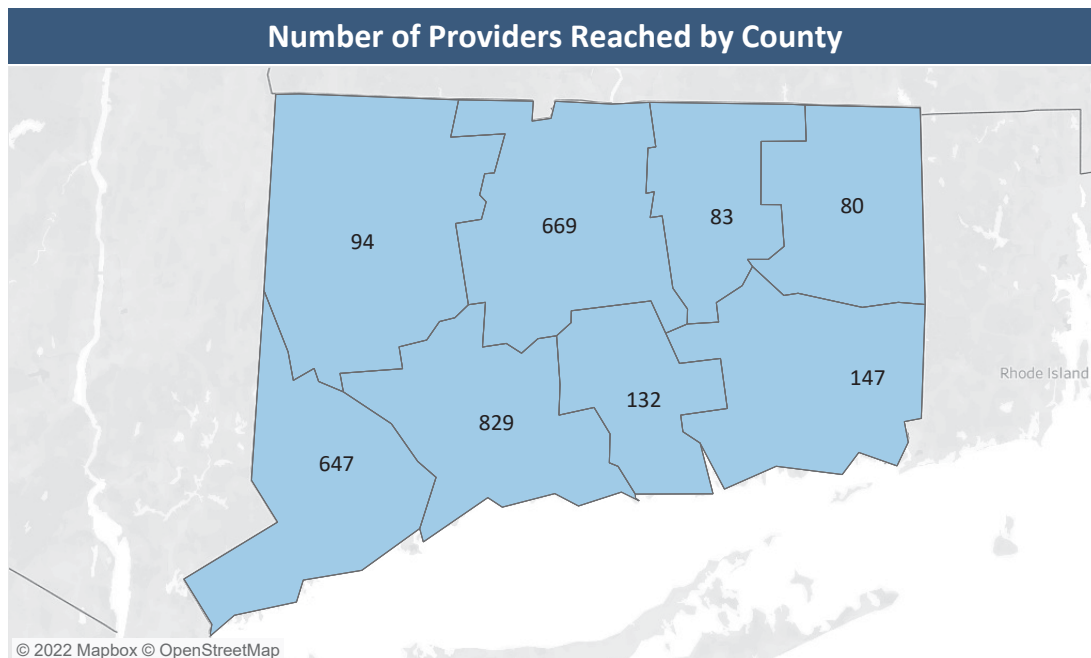 Number of Providers Reached by County
94
669
83
80
647
829
132
147
Rhode Island
© 2022 Mapbox © OpenStreetMap